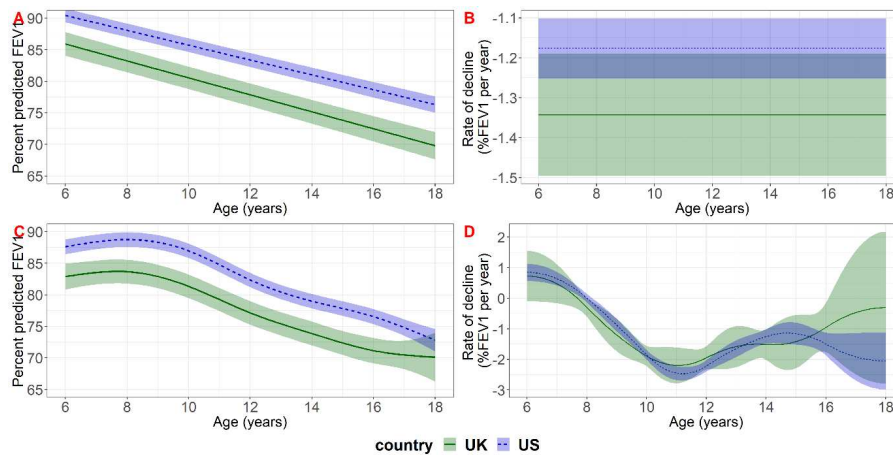 A
Percent predicted FEV1
90
85
80
75
70
65
6 8 10 12 14 16 18
Age (years)
B
Rate of decline
(%FEV1 per year)
-1.1
-1.2
-1.3
-1.4
-1.5
6 8 10 12 14 16 18
Age (years)
C
Percent predicted FEV1
90
85
80
75
70
65
6 8 10 12 14 16 18
Age (years)
D
Rate of decline
(%FEV1 per year)
2
1
0
-1
-2
-3
6 8 10 12 14 16 18
Age (years)
country UK US